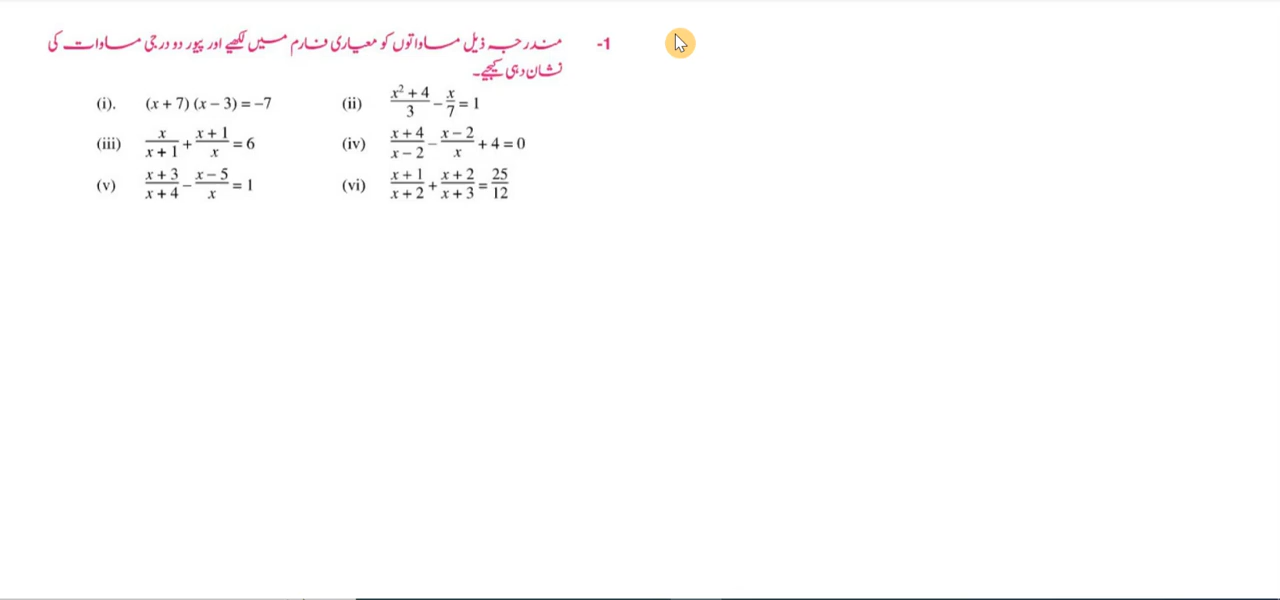 -1 مندرجہ ذیل مساواتوں کو معیاری فارم میں لکھیے اور پیور دو درجی مساوات کی
نشان دہی کیجیے۔
(i). (x + 7) (x – 3) = –7 (ii) (x² + 4)/3 – x/7 = 1
(iii) x/(x + 1) + (x + 1)/x = 6 (iv) (x + 4)/(x – 2) – (x – 2)/x + 4 = 0
(v) (x + 3)/(x + 4) – (x – 5)/x = 1 (vi) (x + 1)/(x + 2) + (x + 2)/(x + 3) = 25/12